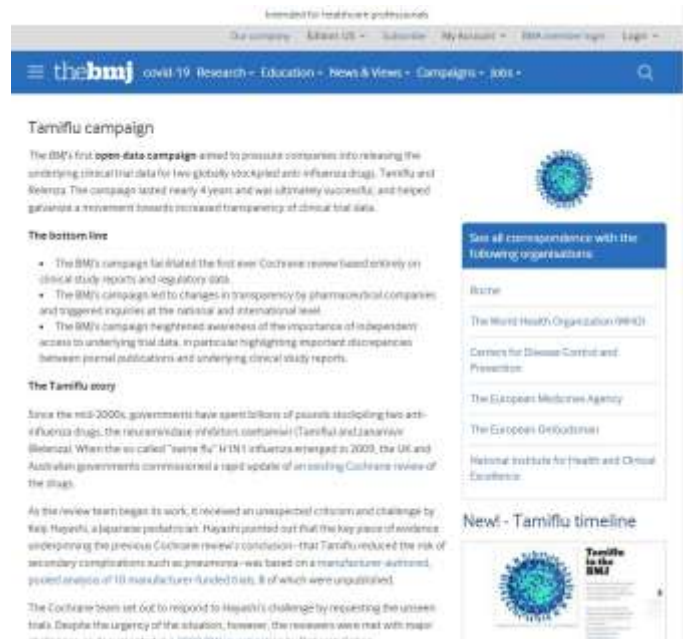 Intended for healthcare professionals
Our company Edition: US Subscribe My Account BMA member login Login
thebmj covid-19 Research Education News & Views Campaigns Jobs
Tamiflu campaign
The BMJ's first open data campaign aimed to pressure companies into releasing the
underlying clinical trial data for two globally stockpiled anti-influenza drugs, Tamiflu and
Relenza. The campaign lasted nearly 4 years and was ultimately successful, and helped
galvanize a movement towards increased transparency of clinical trial data.
The bottom line
• The BMJ's campaign facilitated the first ever Cochrane review based entirely on
clinical study reports and regulatory data.
• The BMJ's campaign led to changes in transparency by pharmaceutical companies
and triggered inquiries at the national and international level
• The BMJ's campaign heightened awareness of the importance of independent
access to underlying trial data, in particular highlighting important discrepancies
between journal publications and underlying clinical study reports.
The Tamiflu story
Since the mid-2000s, governments have spent billions of pounds stockpiling two anti-
influenza drugs, the neuraminidase inhibitors oseltamivir (Tamiflu) and zanamivir
(Relenza). When the so called "swine flu" H1N1 influenza emerged in 2009, the UK and
Australian governments commissioned a rapid update of an existing Cochrane review of
the drugs.
As the review team began its work, it received an unexpected criticism and challenge by
Keiji Hayashi, a Japanese pediatrician. Hayashi pointed out that the key piece of evidence
underpinning the previous Cochrane review's conclusion--that Tamiflu reduced the risk of
secondary complications such as pneumonia--was based on a manufacturer-authored,
pooled analysis of 10 manufacturer-funded trials, 8 of which were unpublished.
The Cochrane team set out to respond to Hayashi's challenge by requesting the unseen
trials. Despite the urgency of the situation, however, the reviewers were met with major
See all correspondence with the
following organisations:
Roche
The World Health Organization (WHO)
Centers for Disease Control and
Prevention
The European Medicines Agency
The European Ombudsman
National Institute for Health and Clinical
Excellence
New! - Tamiflu timeline
Tamiflu
in the
BMJ